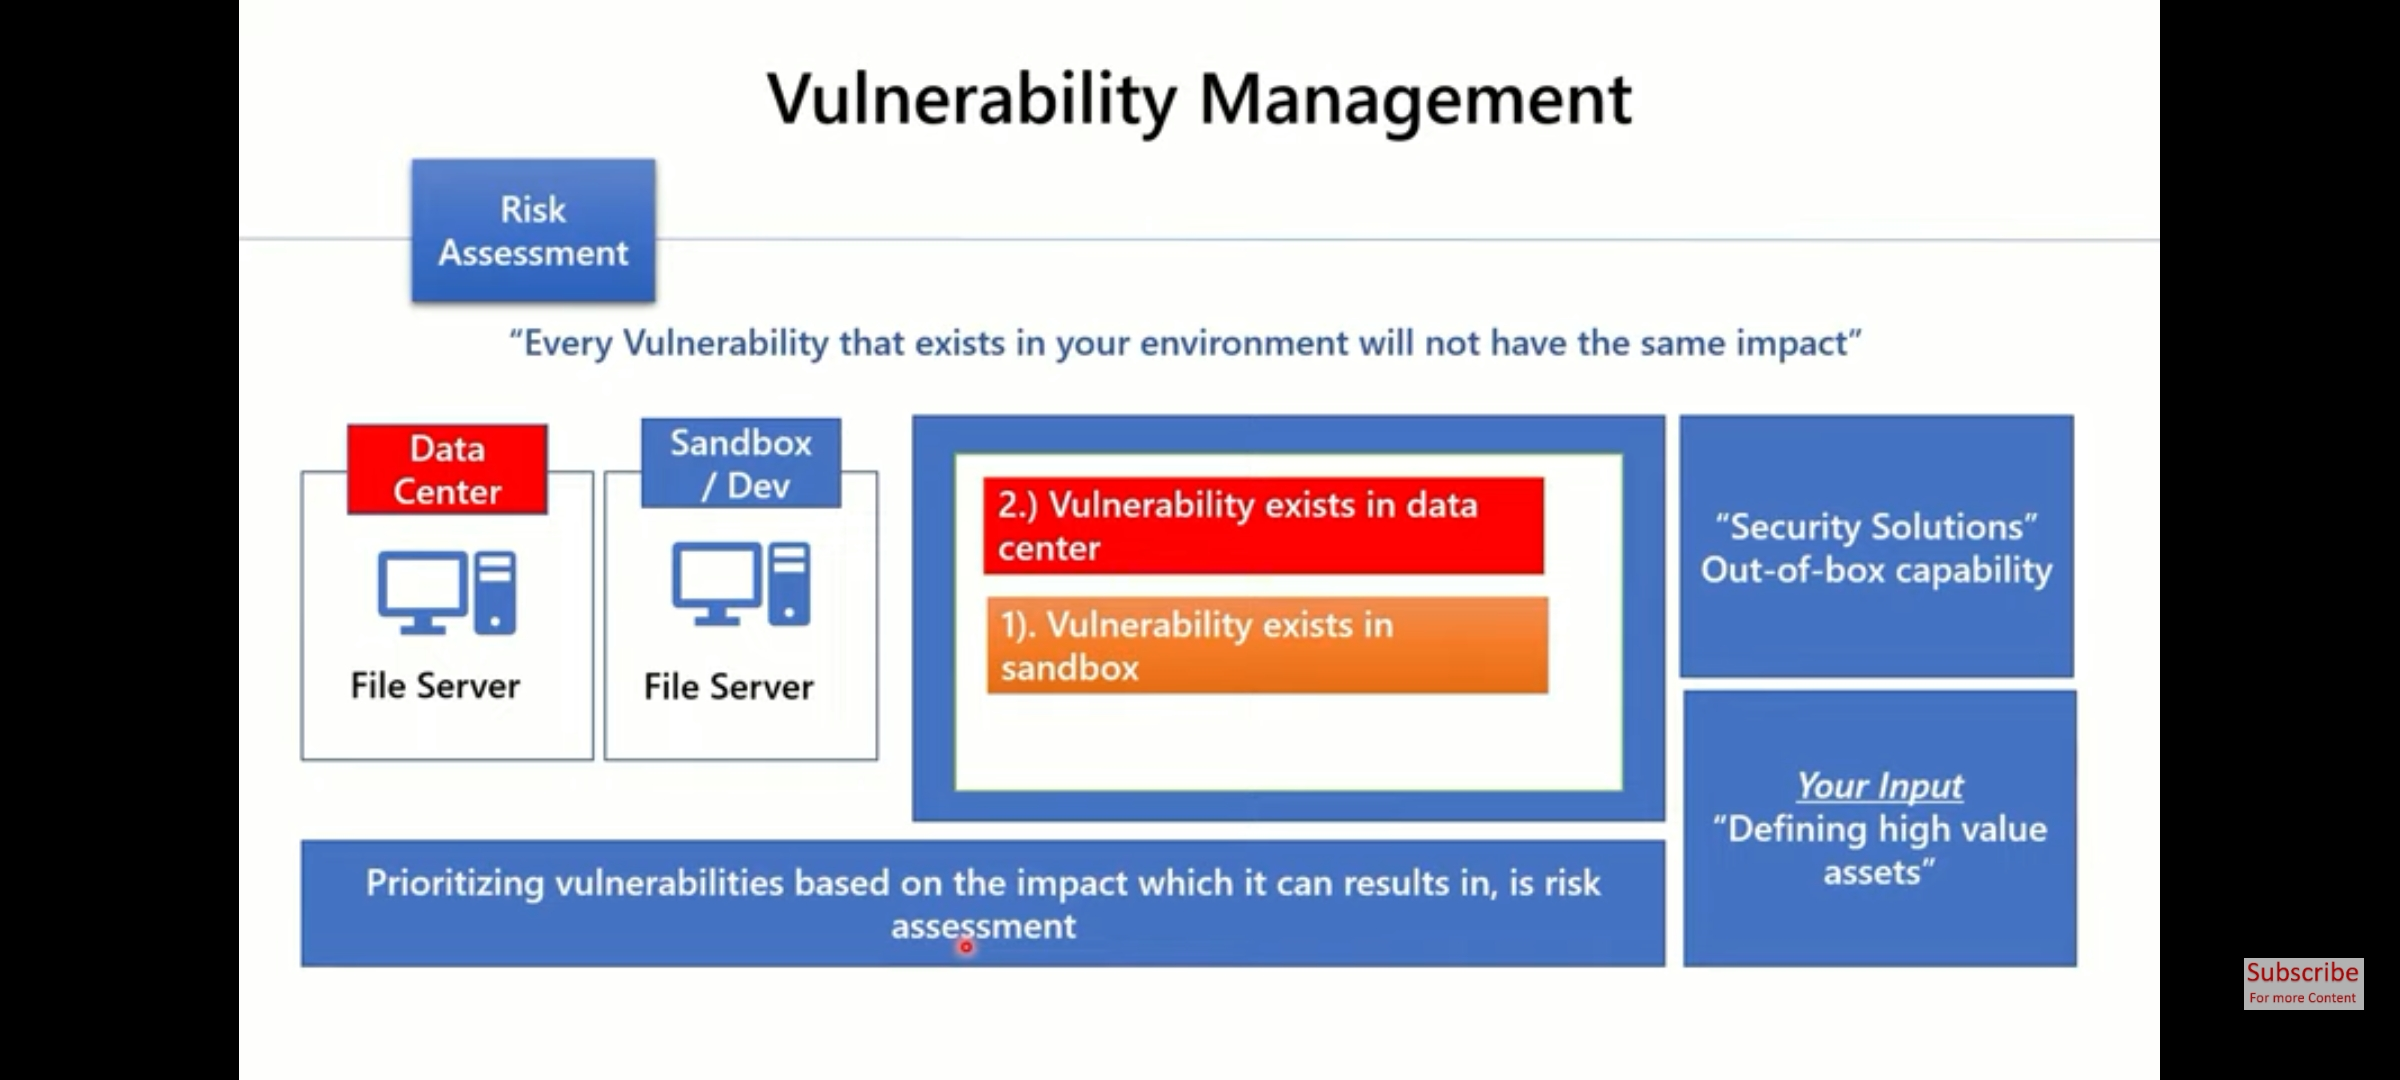 Vulnerability Management
Risk
Assessment
“Every Vulnerability that exists in your environment will not have the same impact”
Data
Center
File Server
Sandbox
/ Dev
File Server
2.) Vulnerability exists in data
center
1). Vulnerability exists in
sandbox
“Security Solutions”
Out-of-box capability
Your Input
“Defining high value
assets”
Prioritizing vulnerabilities based on the impact which it can results in, is risk
assessment
Subscribe
For more Content